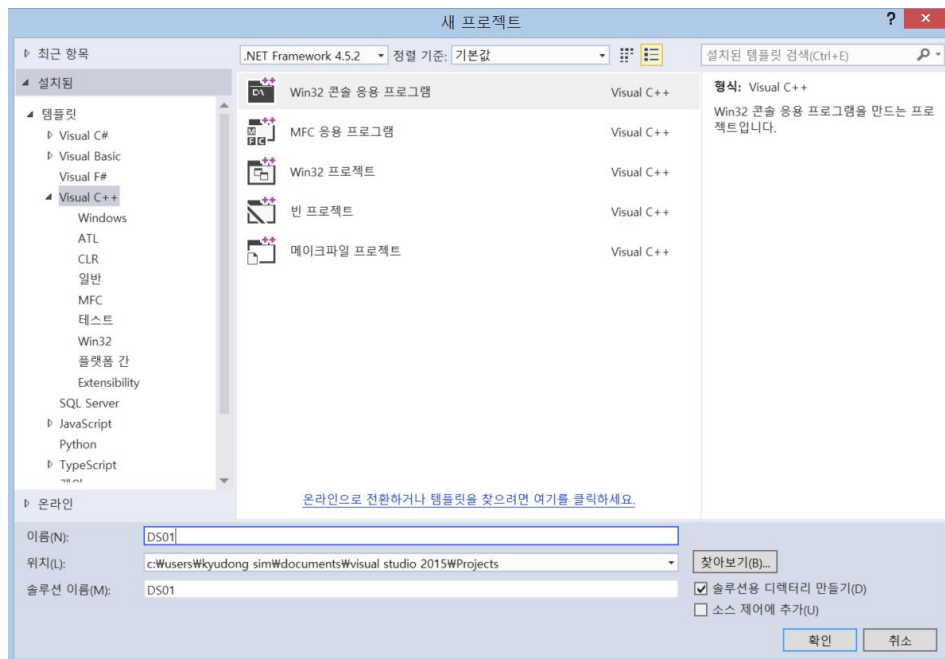 새 프로젝트
? ×
최근 항목
.NET Framework 4.5.2 정렬 기준: 기본값
설치된 템플릿 검색(Ctrl+E)
설치됨
템플릿
Visual C#
Visual Basic
Visual F#
Visual C++
Windows
ATL
CLR
일반
MFC
테스트
Win32
플랫폼 간
Extensibility
SQL Server
JavaScript
Python
TypeScript
온라인
Win32 콘솔 응용 프로그램 Visual C++
MFC 응용 프로그램 Visual C++
Win32 프로젝트 Visual C++
빈 프로젝트 Visual C++
메이크파일 프로젝트 Visual C++
온라인으로 전환하거나 템플릿을 찾으려면 여기를 클릭하세요.
형식: Visual C++
Win32 콘솔 응용 프로그램을 만드는 프로
젝트입니다.
이름(N): DS01
위치(L): c:₩users₩kyudong sim₩documents₩visual studio 2015₩Projects 찾아보기(B)...
솔루션 이름(M): DS01
솔루션용 디렉터리 만들기(D)
소스 제어에 추가(U)
확인 취소